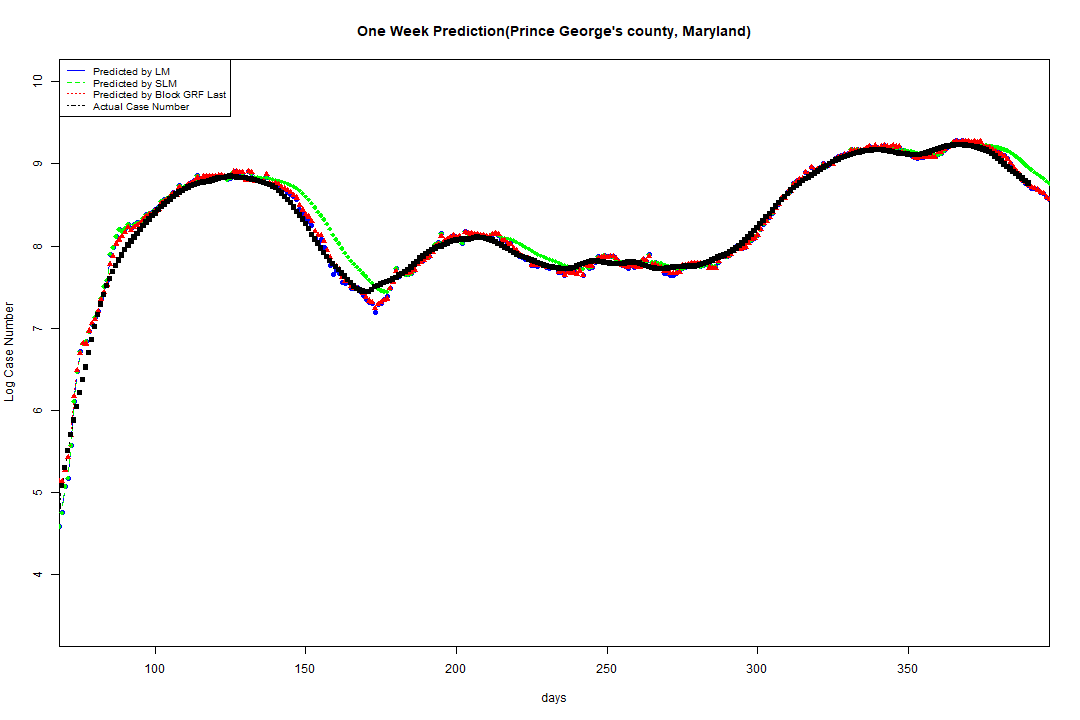 One Week Prediction(Prince George's county, Maryland)
Predicted by LM
Predicted by SLM
Predicted by Block GRF Last
Actual Case Number
10
9
8
7
6
5
4
Log Case Number
100 150 200 250 300 350
days